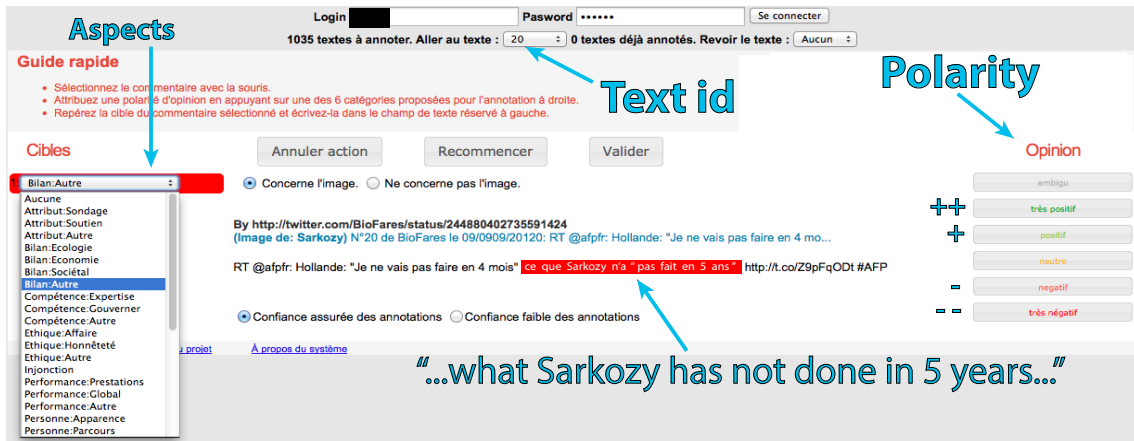 Login Pasword •••••• Se connecter
Aspects
1035 textes à annoter. Aller au texte : 20 0 textes déjà annotés. Revoir le texte : Aucun
Guide rapide
Polarity
• Sélectionnez le commentaire avec la souris.
• Attribuez une polarité d'opinion en appuyant sur une des 6 catégories proposées pour l'annotation à droite.
• Repérez la cible du commentaire sélectionné et écrivez-la dans le champ de texte réservé à gauche.
Text id
Cibles Annuler action Recommencer Valider Opinion
Bilan:Autre Concerne l'image. Ne concerne pas l'image. ambigu
Aucune
Attribut:Sondage
Attribut:Soutien
Attribut:Autre
Bilan:Ecologie
Bilan:Economie
Bilan:Sociétal
Bilan:Autre
Compétence:Expertise
Compétence:Gouverner
Compétence:Autre
Ethique:Affaire
Ethique:Honnêteté
Ethique:Autre
Injonction
Performance:Prestations
Performance:Global
Performance:Autre
Personne:Apparence
Personne:Parcours
By http://twitter.com/BioFares/status/244880402735591424
(Image de: Sarkozy) N°20 de BioFares le 09/0909/20120: RT @afpfr: Hollande: "Je ne vais pas faire en 4 mo...
RT @afpfr: Hollande: "Je ne vais pas faire en 4 mois" ce que Sarkozy n'a " pas fait en 5 ans" http://t.co/Z9pFqODt #AFP
++ très positif
+ positif
neutre
- negatif
- - très négatif
Confiance assurée des annotations Confiance faible des annotations
u projet À propos du système
"...what Sarkozy has not done in 5 years..."